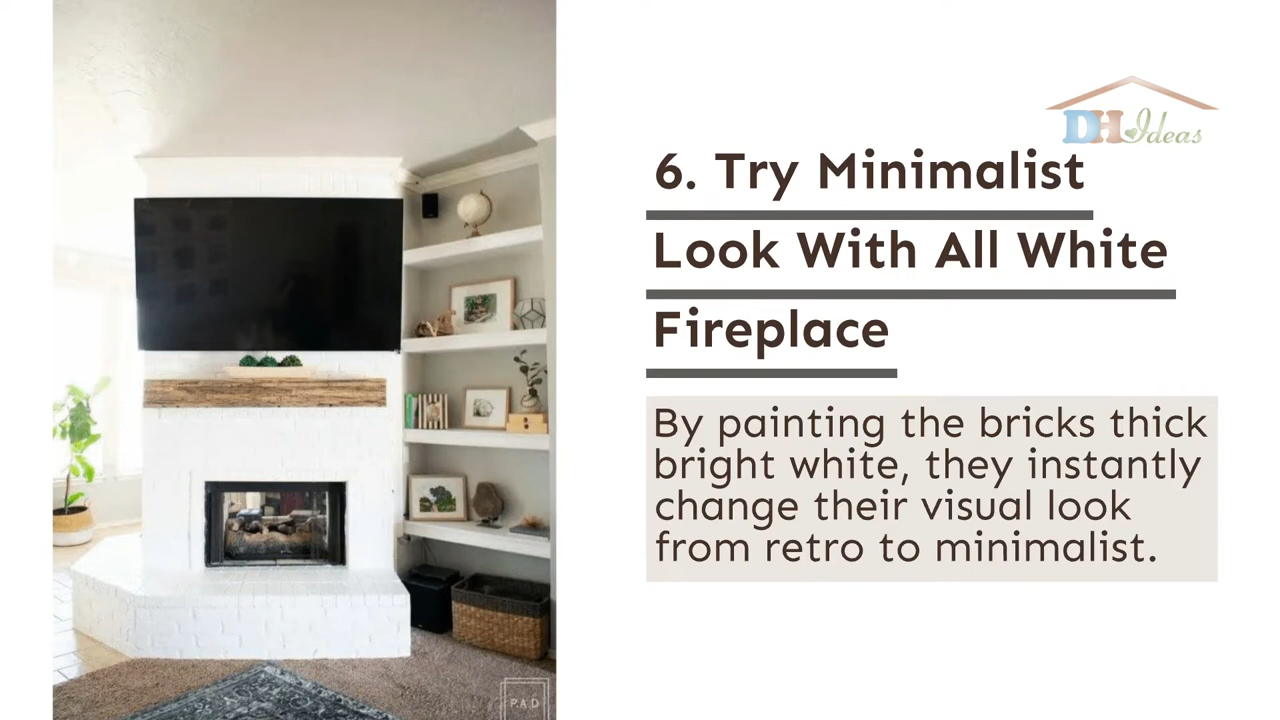 DH Ideas
6. Try Minimalist
Look With All White
Fireplace
By painting the bricks thick
bright white, they instantly
change their visual look
from retro to minimalist.
P.A.D